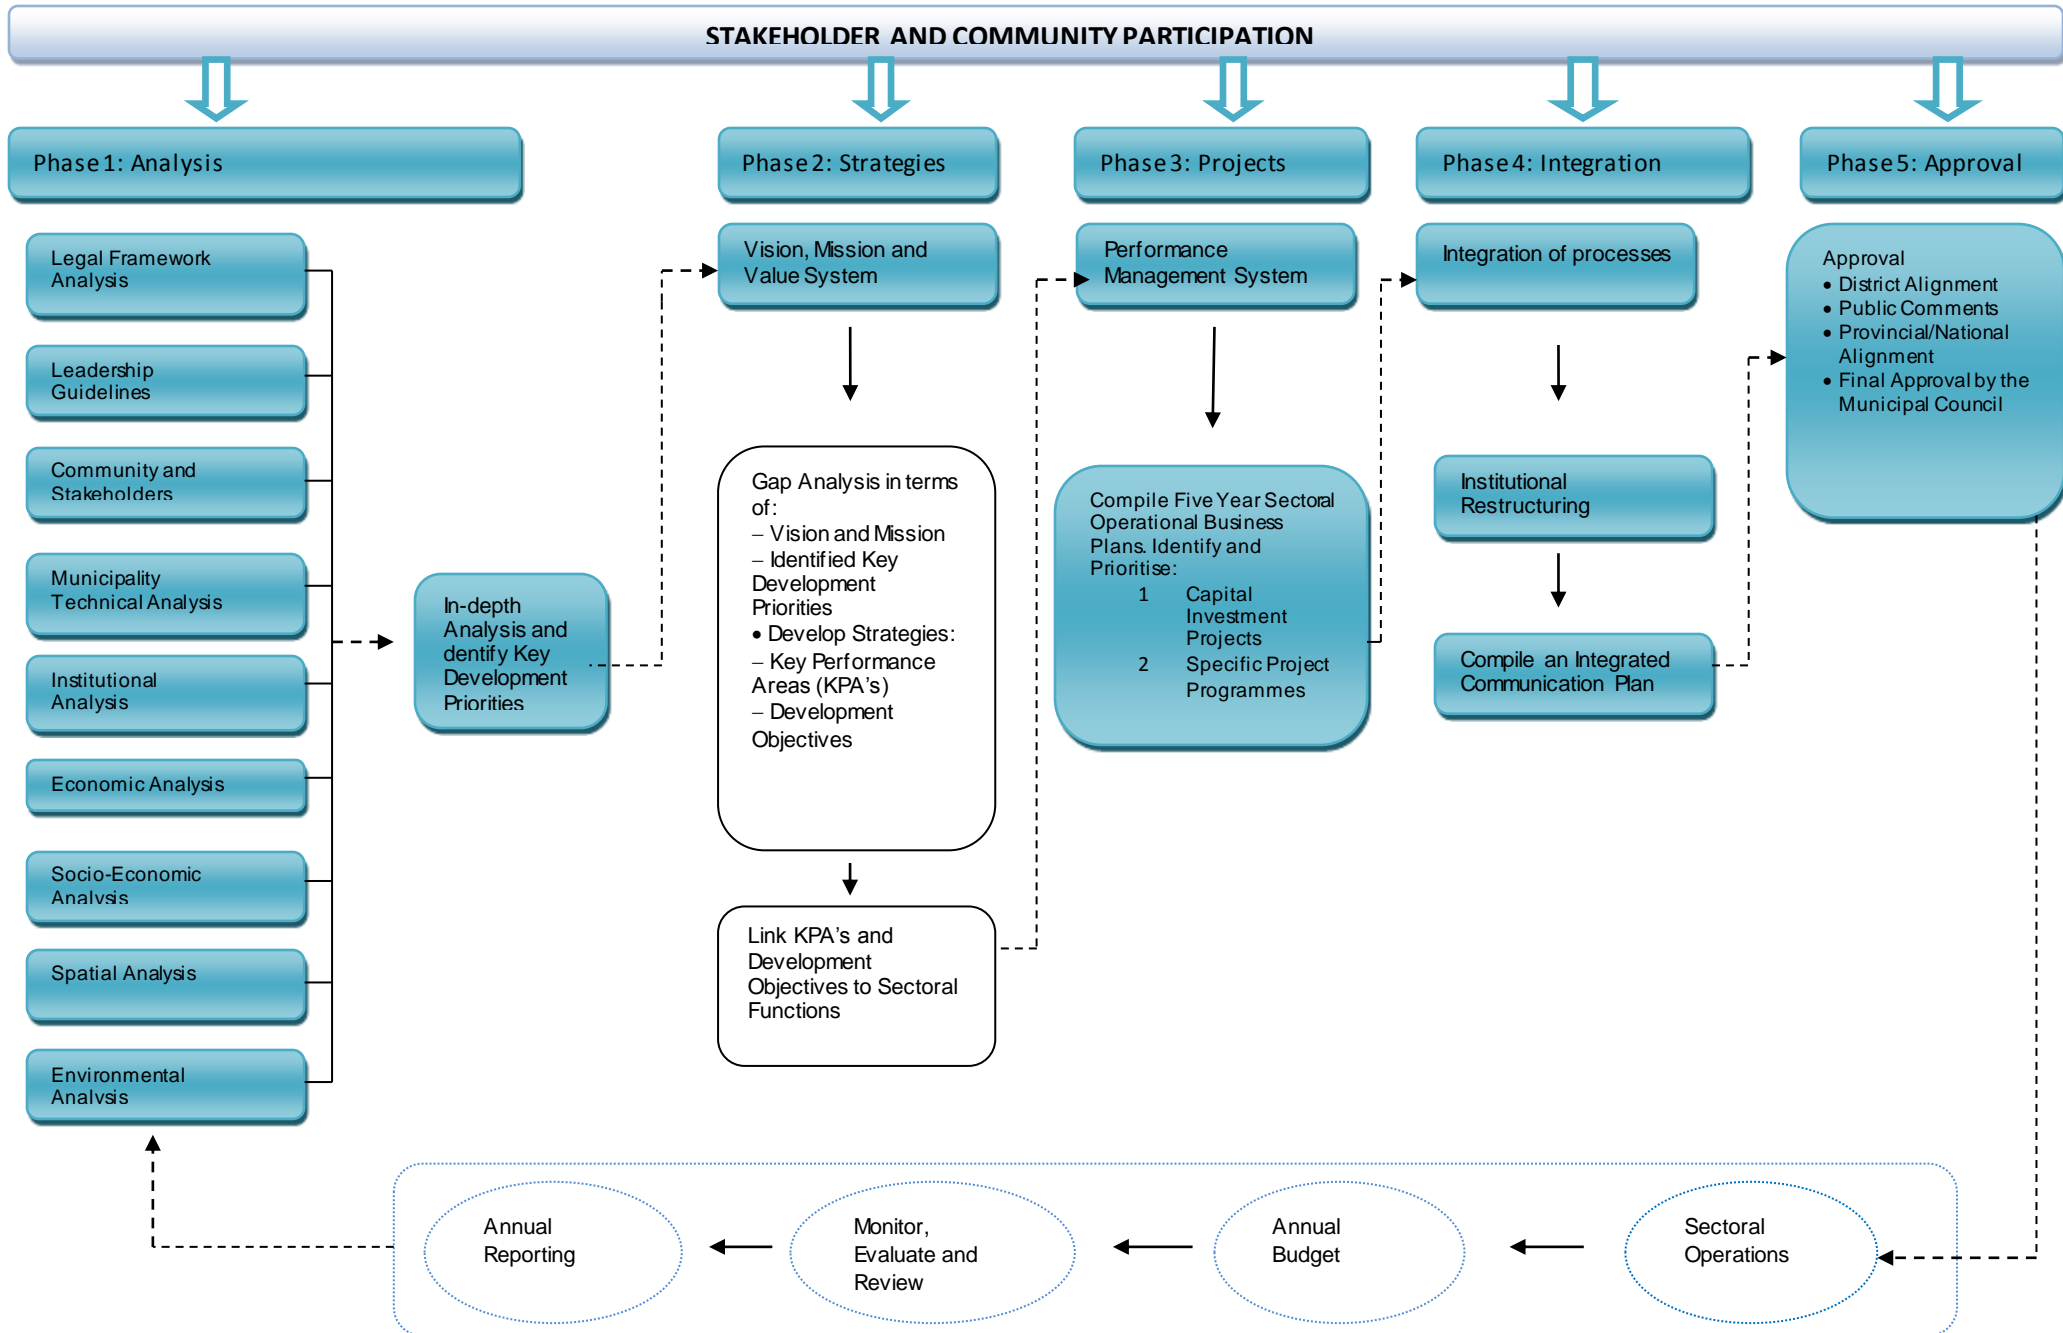 STAKEHOLDER AND COMMUNITY PARTICIPATION
Phase 1: Analysis
Phase 2: Strategies
Phase 3: Projects
Phase 4: Integration
Phase 5: Approval
Legal Framework
Analysis
Leadership
Guidelines
Community and
Stakeholders
Municipality
Technical Analysis
Institutional
Analysis
Economic Analysis
Socio-Economic
Analysis
Spatial Analysis
Environmental
Analysis
In-depth
Analysis and
dentify Key
Development
Priorities
Vision, Mission and
Value System
Gap Analysis in terms
of:
– Vision and Mission
– Identified Key
Development
Priorities
• Develop Strategies:
– Key Performance
Areas (KPA's)
– Development
Objectives
Link KPA's and
Development
Objectives to Sectoral
Functions
Performance
Management System
Compile Five Year Sectoral
Operational Business
Plans. Identify and
Prioritise:
1 Capital
Investment
Projects
2 Specific Project
Programmes
Integration of processes
Institutional
Restructuring
Compile an Integrated
Communication Plan
Approval
• District Alignment
• Public Comments
• Provincial/National
Alignment
• Final Approval by the
Municipal Council
Annual
Reporting
Monitor,
Evaluate and
Review
Annual
Budget
Sectoral
Operations